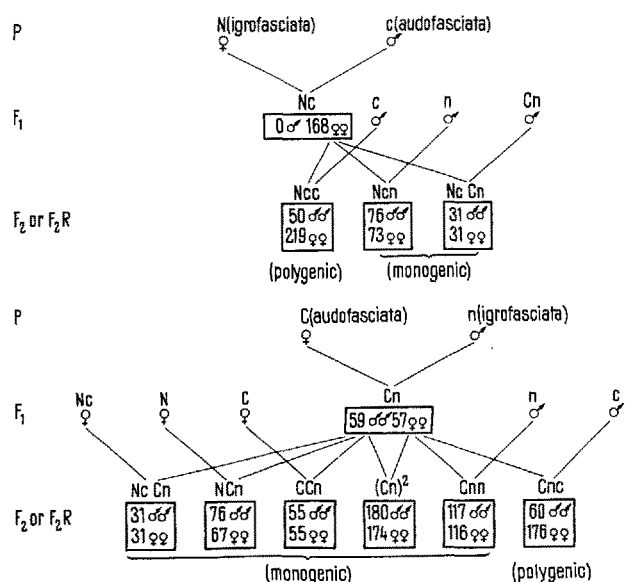 P N(igrofasciata) c(audofasciata)
♀ ♂
Nc c n Cn
F₁ 0♂ 168♀♀ ♂ ♂ ♂
Ncc Ncn Nc Cn
F₂ or F₂R 50♂♂ 76♂♂ 31♂♂
219♀♀ 73♀♀ 31♀♀
(polygenic) (monogenic)
P C(audofasciata) n(igrofasciata)
♀ ♂
Nc N C Cn n c
F₁ ♀ ♀ ♀ 59♂♂ 57♀♀ ♂ ♂
Nc Cn NCn CCn (Cn)² Cnn Cnc
F₂ or F₂R 31♂♂ 76♂♂ 55♂♂ 180♂♂ 117♂♂ 60♂♂
31♀♀ 67♀♀ 55♀♀ 174♀♀ 116♀♀ 176♀♀
(monogenic) (polygenic)